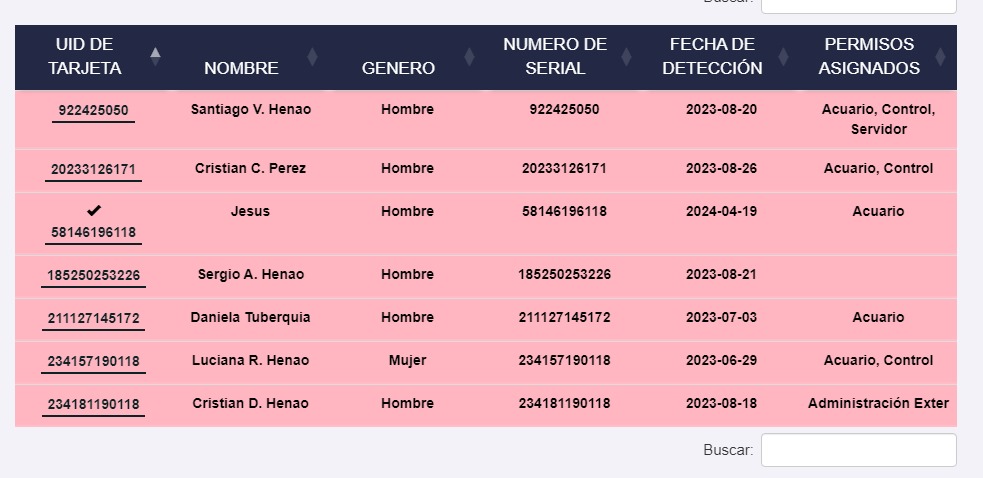 Buscar:
UID DE TARJETA NOMBRE GENERO NUMERO DE SERIAL FECHA DE DETECCIÓN PERMISOS ASIGNADOS
922425050 Santiago V. Henao Hombre 922425050 2023-08-20 Acuario, Control, Servidor
20233126171 Cristian C. Perez Hombre 20233126171 2023-08-26 Acuario, Control
✔ 58146196118 Jesus Hombre 58146196118 2024-04-19 Acuario
185250253226 Sergio A. Henao Hombre 185250253226 2023-08-21
211127145172 Daniela Tuberquia Hombre 211127145172 2023-07-03 Acuario
234157190118 Luciana R. Henao Mujer 234157190118 2023-06-29 Acuario, Control
234181190118 Cristian D. Henao Hombre 234181190118 2023-08-18 Administración Exter
Buscar: